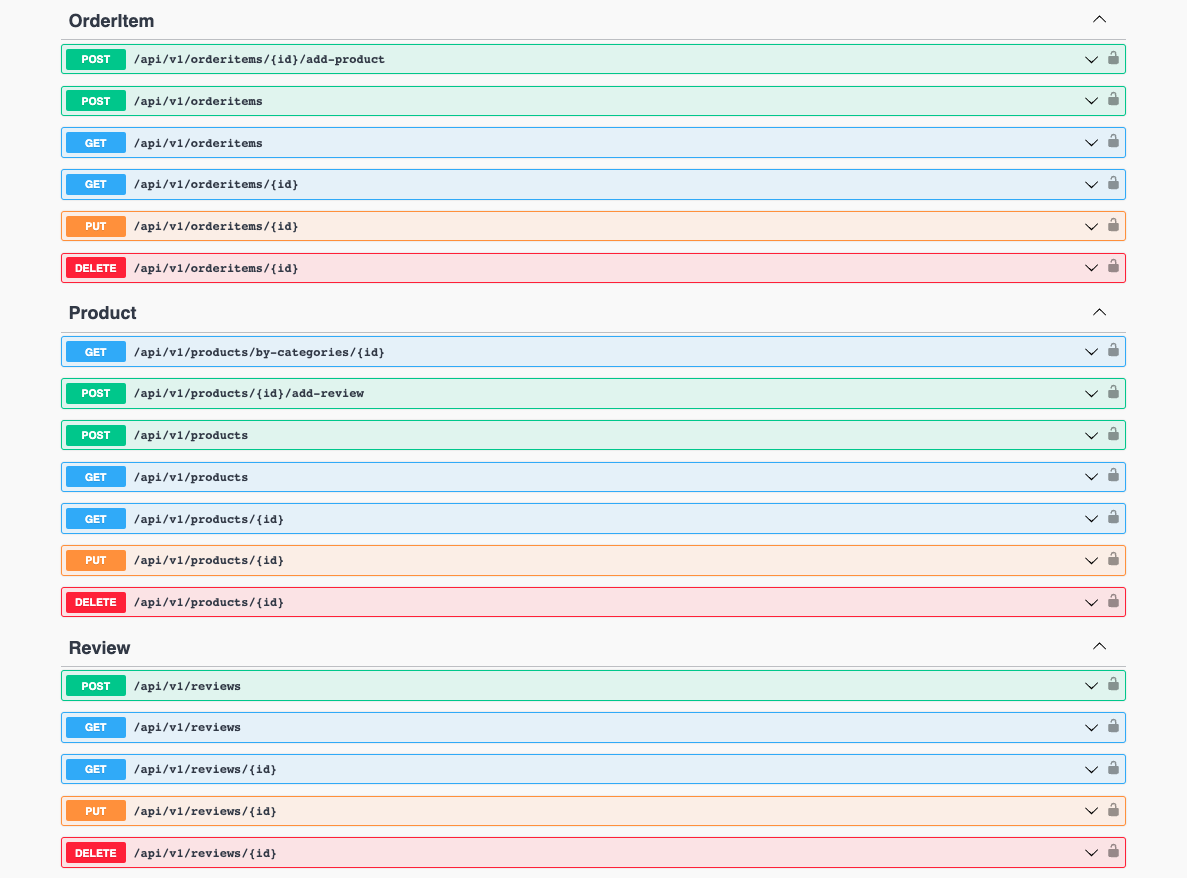 OrderItem
POST /api/v1/orderitems/{id}/add-product
POST /api/v1/orderitems
GET /api/v1/orderitems
GET /api/v1/orderitems/{id}
PUT /api/v1/orderitems/{id}
DELETE /api/v1/orderitems/{id}
Product
GET /api/v1/products/by-categories/{id}
POST /api/v1/products/{id}/add-review
POST /api/v1/products
GET /api/v1/products
GET /api/v1/products/{id}
PUT /api/v1/products/{id}
DELETE /api/v1/products/{id}
Review
POST /api/v1/reviews
GET /api/v1/reviews
GET /api/v1/reviews/{id}
PUT /api/v1/reviews/{id}
DELETE /api/v1/reviews/{id}